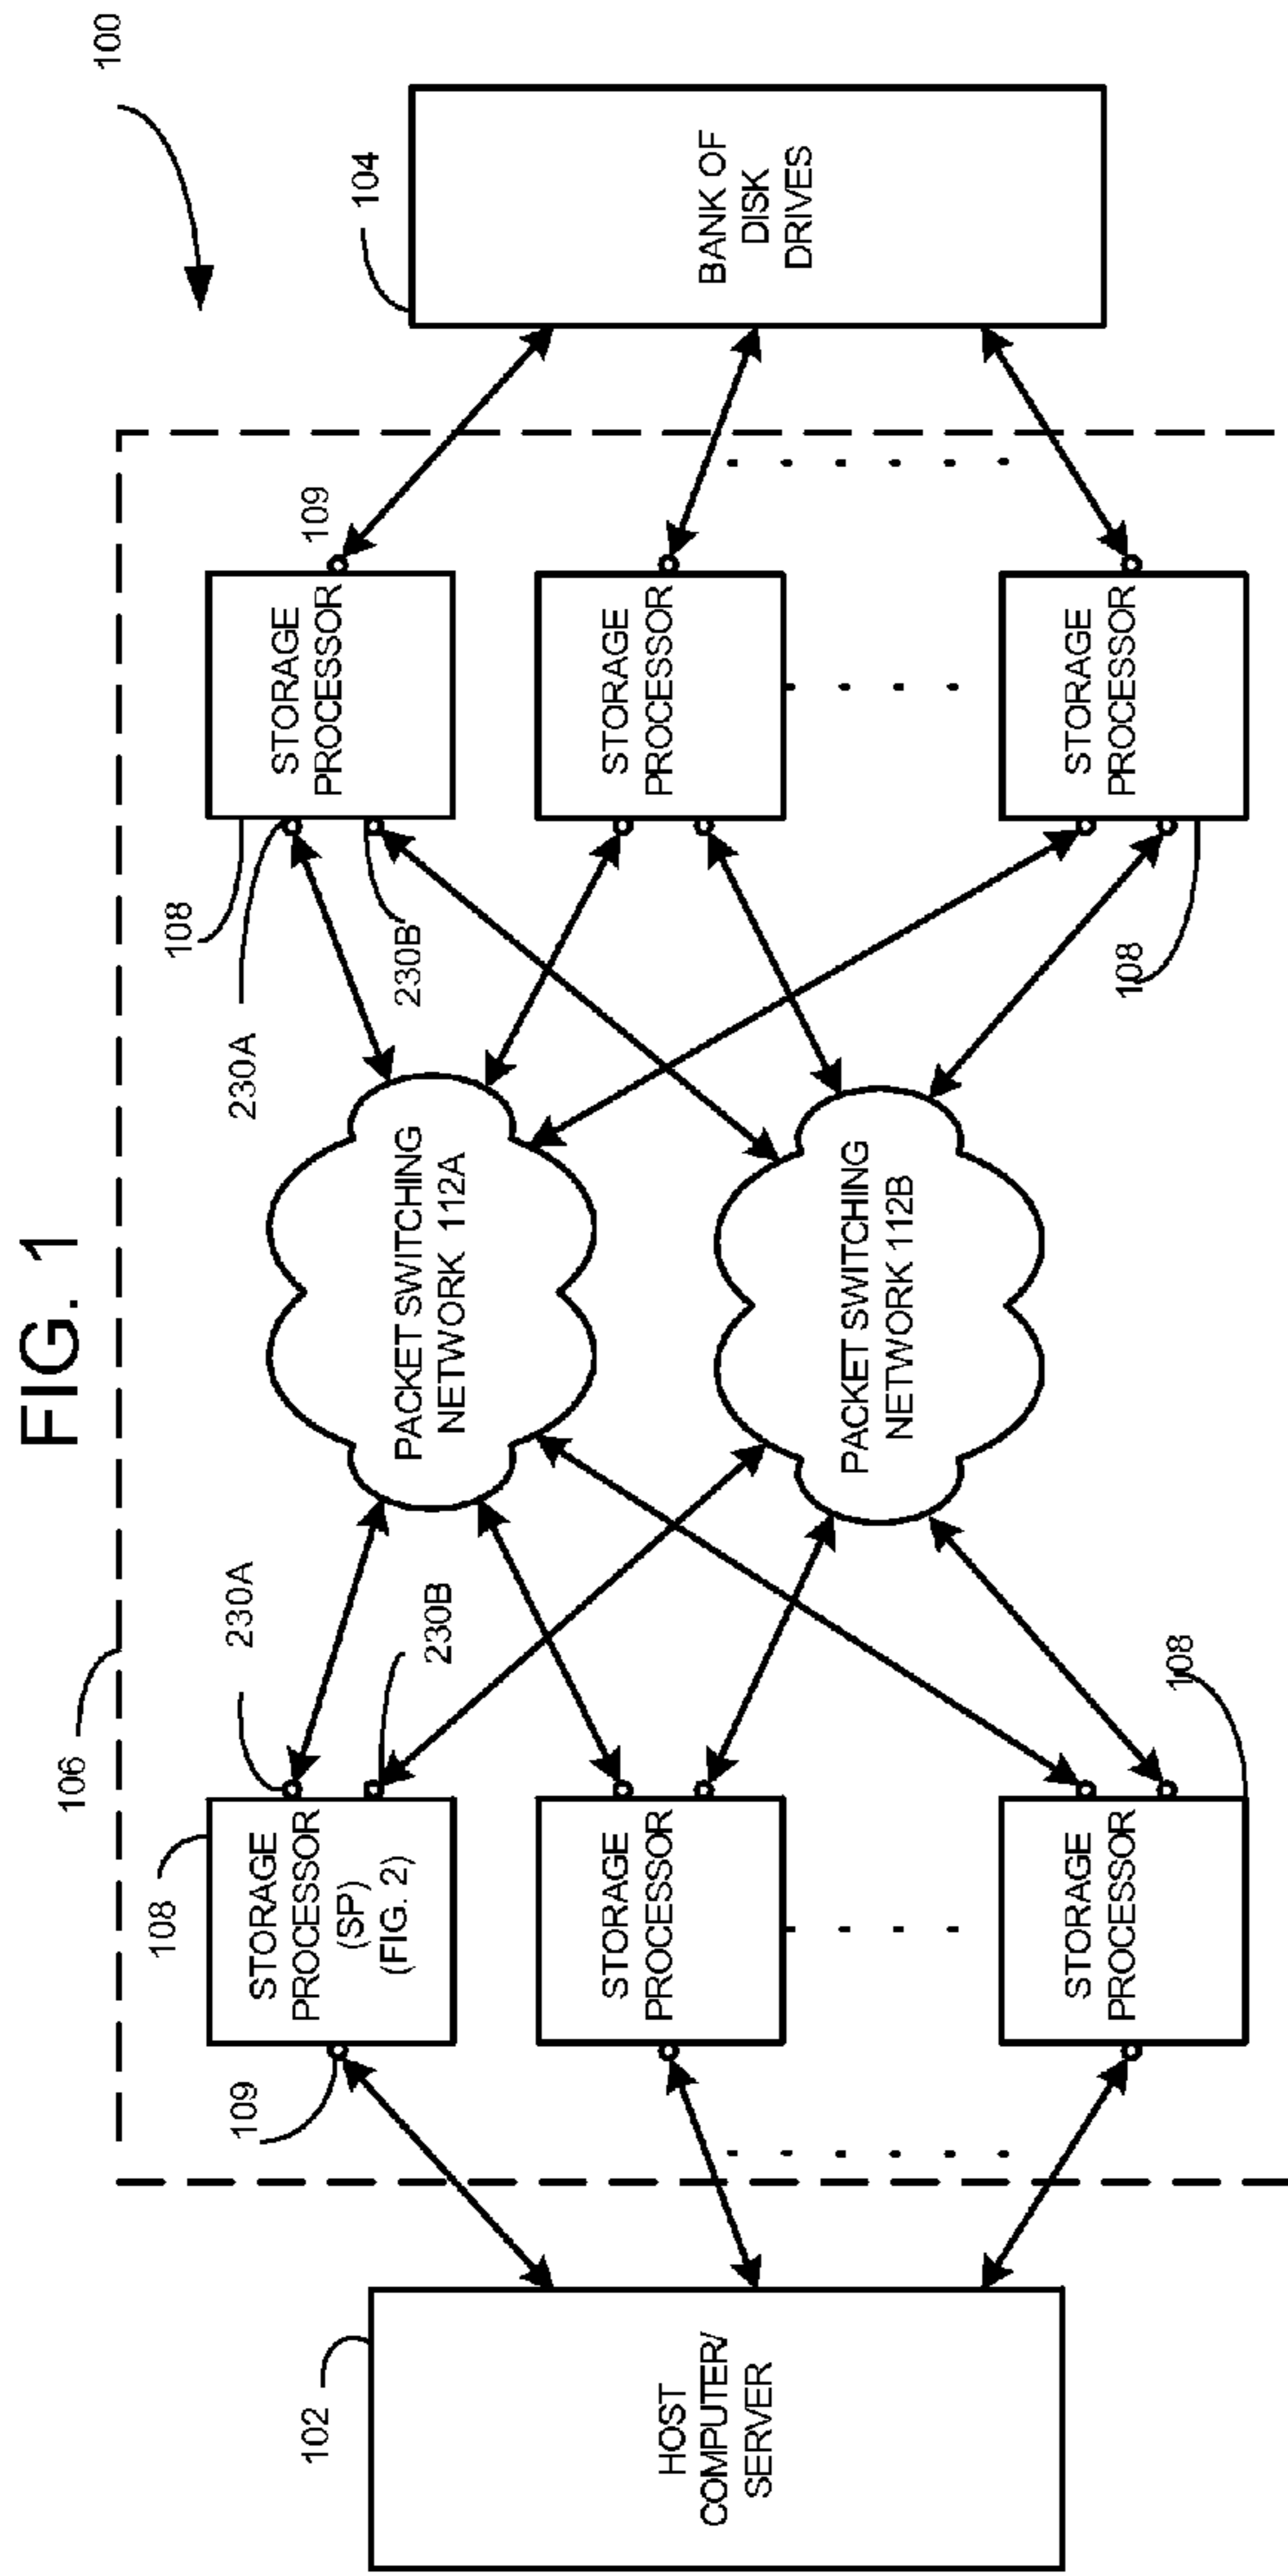 FIG. 1
100
106
102
HOST
COMPUTER/
SERVER
109
108
STORAGE
PROCESSOR
(SP)
(FIG. 2)
230A
230B
STORAGE
PROCESSOR
STORAGE
PROCESSOR
108
PACKET SWITCHING
NETWORK 112A
PACKET SWITCHING
NETWORK 112B
230A
108
230B
STORAGE
PROCESSOR
109
STORAGE
PROCESSOR
STORAGE
PROCESSOR
108
104
BANK OF
DISK
DRIVES